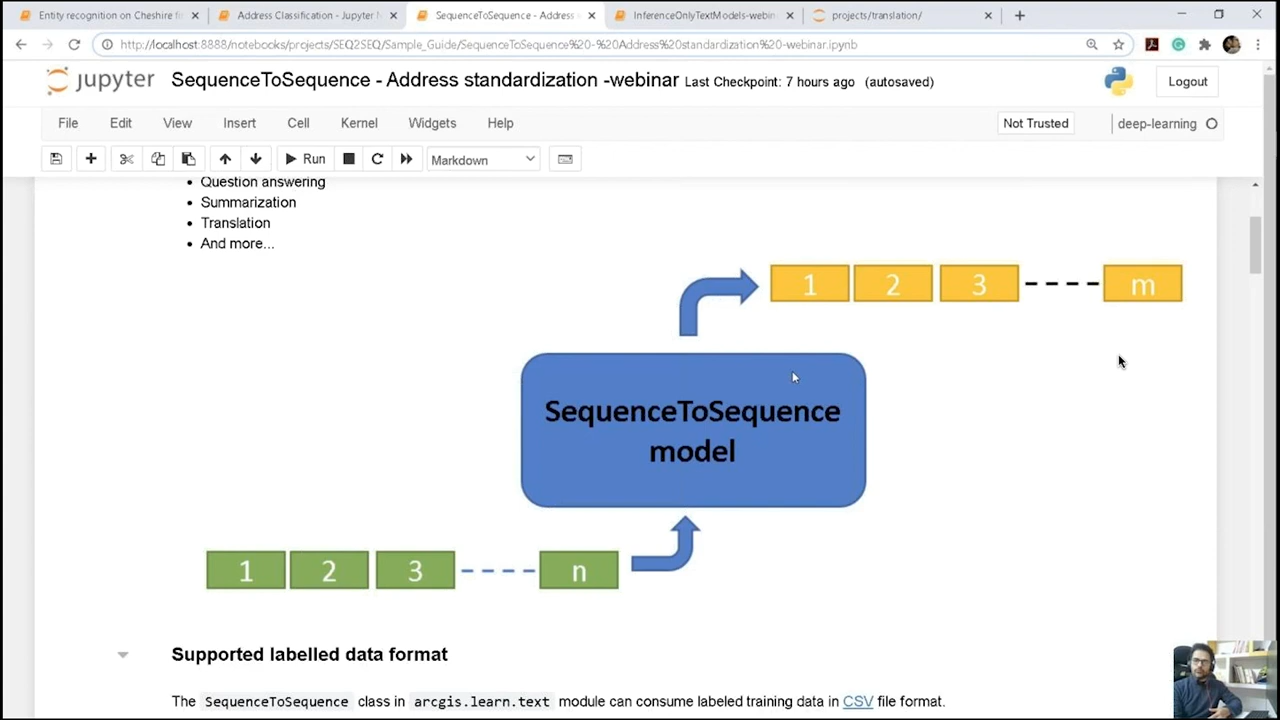 Entity recognition on Cheshire fi
Address Classification - Jupyter N
SequenceToSequence - Address s
InferenceOnlyTextModels-webin
projects/translation/
http://localhost:8888/notebooks/projects/SEQ2SEQ/Sample_Guide/SequenceToSequence%20-%20Address%20standardization%20-webinar.ipynb
jupyter SequenceToSequence - Address standardization -webinar Last Checkpoint: 7 hours ago (autosaved) Logout
File Edit View Insert Cell Kernel Widgets Help Not Trusted deep-learning
Run Markdown
Question answering
Summarization
Translation
And more...
1 2 3 m
SequenceToSequence
model
1 2 3 n
Supported labelled data format
The SequenceToSequence class in arcgis.learn.text module can consume labeled training data in CSV file format.